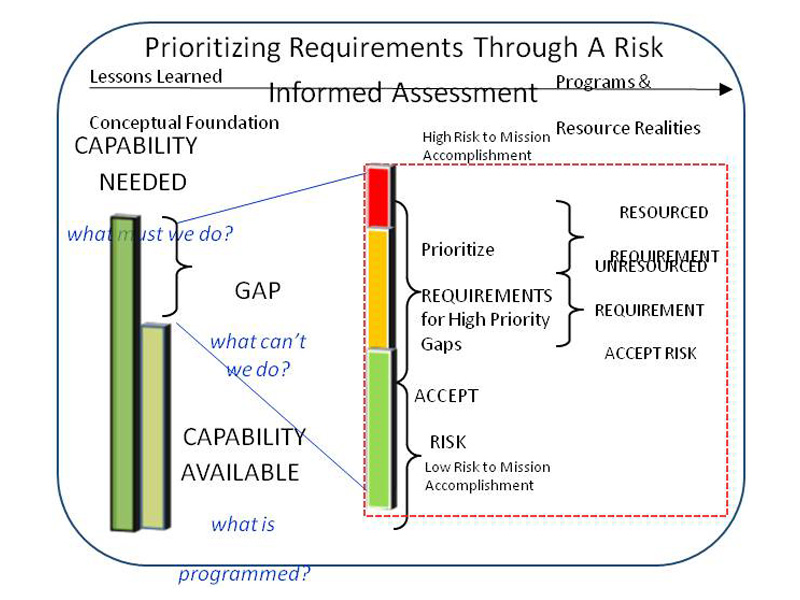 Prioritizing Requirements Through A Risk
Informed Assessment
Lessons Learned
Conceptual Foundation
Programs &
Resource Realities
CAPABILITY
NEEDED
what must we do?
GAP
what can't
we do?
CAPABILITY
AVAILABLE
what is
programmed?
High Risk to Mission
Accomplishment
Prioritize
REQUIREMENTS
for High Priority
Gaps
ACCEPT
RISK
Low Risk to Mission
Accomplishment
RESOURCED
REQUIREMENT
UNRESOURCED
REQUIREMENT
ACCEPT RISK